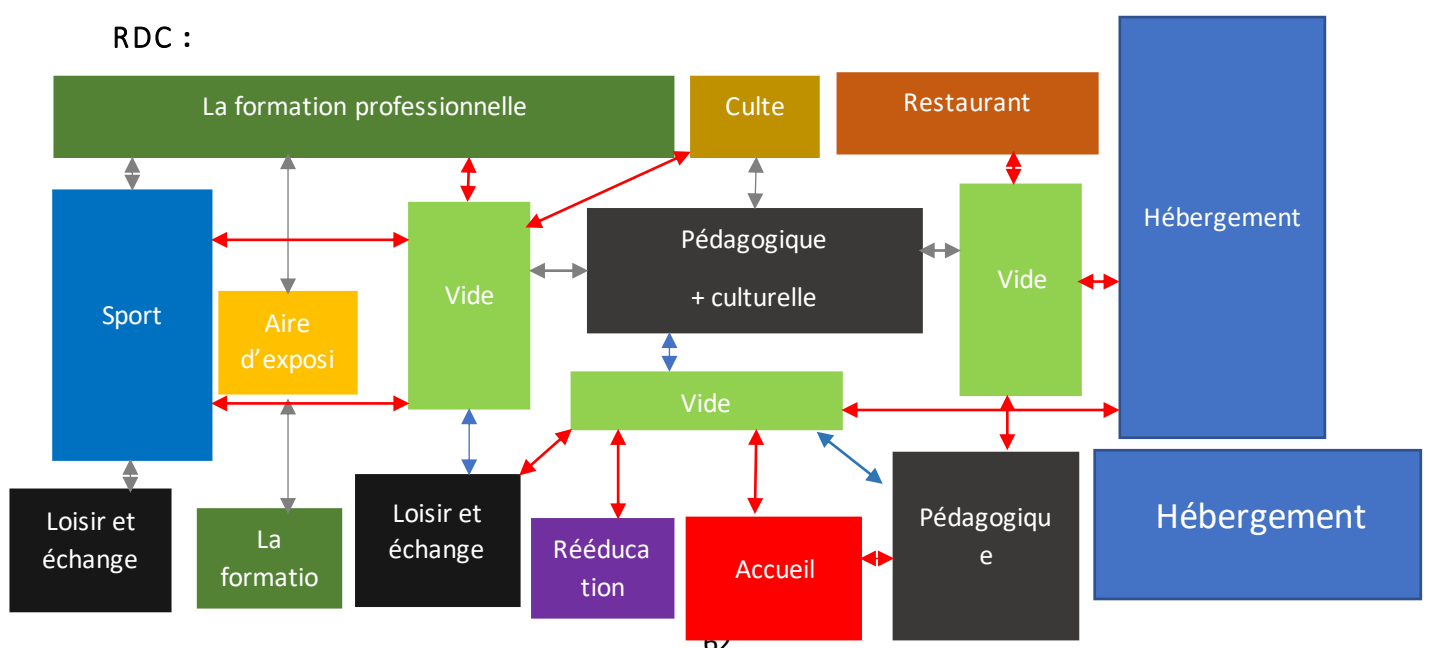 RDC :
La formation professionnelle
Culte
Restaurant
Hébergement
Pédagogique
+ culturelle
Vide
Vide
Sport
Aire
d’exposi
Vide
Loisir et
échange
La
formatio
Loisir et
échange
Rééduca
tion
Accueil
Pédagogiqu
e
Hébergement